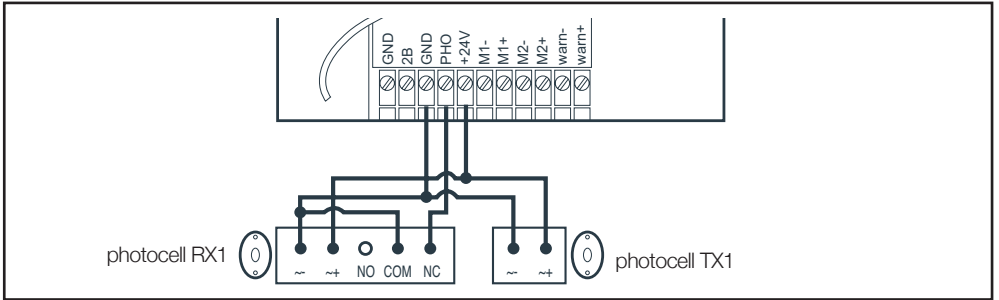 GND
2B
GND
PHO
+24V
M1-
M1+
M2-
M2+
warn-
warn+
photocell RX1
~-
~+
NO
COM
NC
~-
~+
photocell TX1